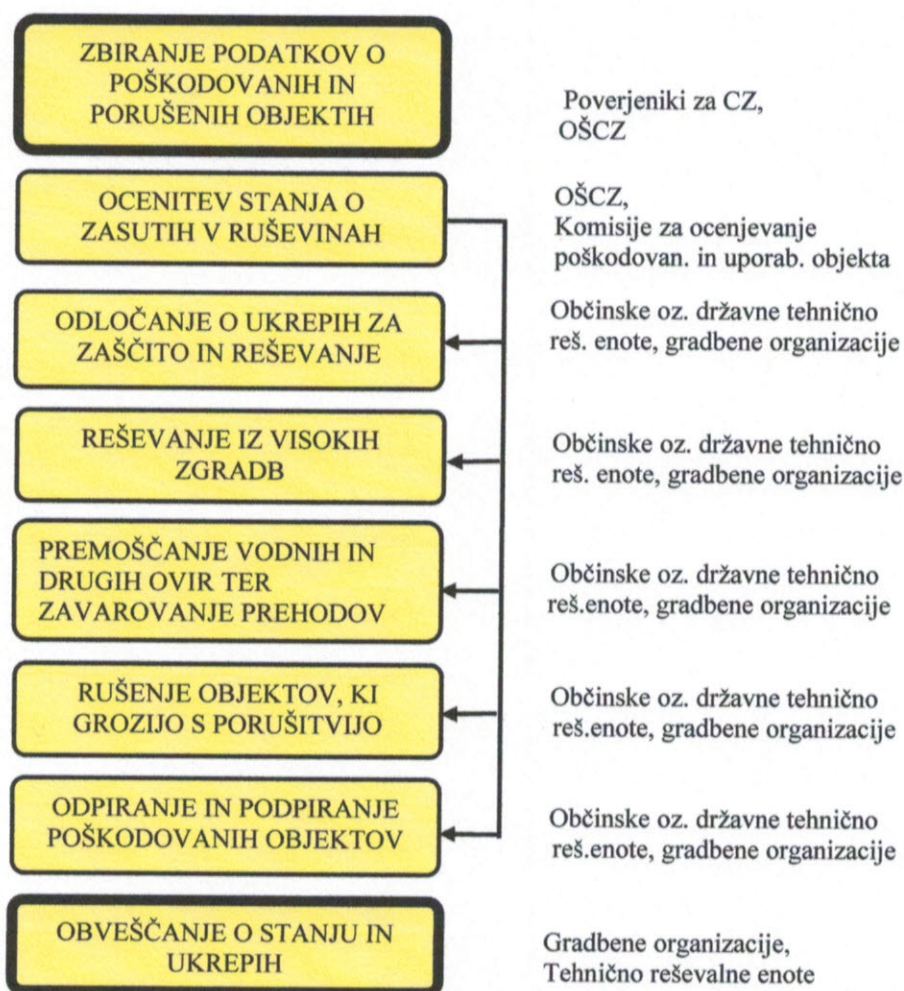 ZBIRANJE PODATKOV O
POŠKODOVANIH IN
PORUŠENIH OBJEKTIH
Poverjeniki za CZ,
OŠCZ
OCENITEV STANJA O
ZASUTIH V RUŠEVINAH
OŠCZ,
Komisije za ocenjevanje
poškodovan. in uporab. objekta
ODLOČANJE O UKREPIH ZA
ZAŠČITO IN REŠEVANJE
Občinske oz. državne tehnično
reš. enote, gradbene organizacije
REŠEVANJE IZ VISOKIH
ZGRADB
Občinske oz. državne tehnično
reš. enote, gradbene organizacije
PREMOŠČANJE VODNIH IN
DRUGIH OVIR TER
ZAVAROVANJE PREHODOV
Občinske oz. državne tehnično
reš.enote, gradbene organizacije
RUŠENJE OBJEKTOV, KI
GROZIJO S PORUŠITVIJO
Občinske oz. državne tehnično
reš.enote, gradbene organizacije
ODPIRANJE IN PODPIRANJE
POŠKODOVANIH OBJEKTOV
Občinske oz. državne tehnično
reš.enote, gradbene organizacije
OBVEŠČANJE O STANJU IN
UKREPIH
Gradbene organizacije,
Tehnično reševalne enote